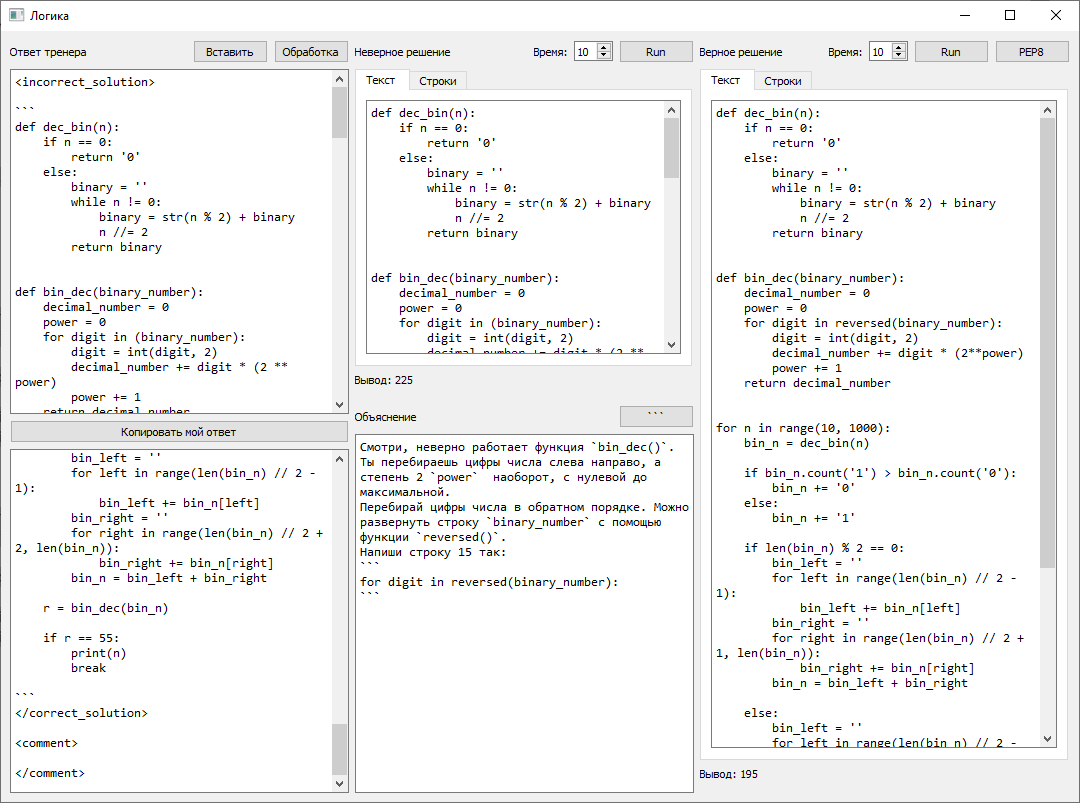 Логика
Ответ тренера
Вставить
Обработка
<incorrect_solution>
```
def dec_bin(n):
    if n == 0:
        return '0'
    else:
        binary = ''
        while n != 0:
            binary = str(n % 2) + binary
            n //= 2
        return binary
def bin_dec(binary_number):
    decimal_number = 0
    power = 0
    for digit in (binary_number):
        digit = int(digit, 2)
        decimal_number += digit * (2 **
power)
        power += 1
    return decimal_number
Копировать мой ответ
        bin_left = ''
        for left in range(len(bin_n) // 2 -
1):
            bin_left += bin_n[left]
        bin_right = ''
        for right in range(len(bin_n) // 2 +
2, len(bin_n)):
            bin_right += bin_n[right]
        bin_n = bin_left + bin_right
    r = bin_dec(bin_n)
    if r == 55:
        print(n)
        break
```
</correct_solution>
<comment>
</comment>
Неверное решение
Время:
10
Run
Текст
Строки
def dec_bin(n):
    if n == 0:
        return '0'
    else:
        binary = ''
        while n != 0:
            binary = str(n % 2) + binary
            n //= 2
        return binary
def bin_dec(binary_number):
    decimal_number = 0
    power = 0
    for digit in (binary_number):
        digit = int(digit, 2)
        decimal_number += digit * (2 **
Вывод: 225
Объяснение
```
Смотри, неверно работает функция `bin_dec()`.
Ты перебираешь цифры числа слева направо, а
степень 2 `power`  наоборот, с нулевой до
максимальной.
Перебирай цифры числа в обратном порядке. Можно
развернуть строку `binary_number` с помощью
функции `reversed()`.
Напиши строку 15 так:
```
for digit in reversed(binary_number):
```
Верное решение
Время:
10
Run
PEP8
Текст
Строки
def dec_bin(n):
    if n == 0:
        return '0'
    else:
        binary = ''
        while n != 0:
            binary = str(n % 2) + binary
            n //= 2
        return binary
def bin_dec(binary_number):
    decimal_number = 0
    power = 0
    for digit in reversed(binary_number):
        digit = int(digit, 2)
        decimal_number += digit * (2**power)
        power += 1
    return decimal_number
for n in range(10, 1000):
    bin_n = dec_bin(n)
    if bin_n.count('1') > bin_n.count('0'):
        bin_n += '0'
    else:
        bin_n += '1'
    if len(bin_n) % 2 == 0:
        bin_left = ''
        for left in range(len(bin_n) // 2 -
1):
            bin_left += bin_n[left]
        bin_right = ''
        for right in range(len(bin_n) // 2 +
1, len(bin_n)):
            bin_right += bin_n[right]
        bin_n = bin_left + bin_right
    else:
        bin_left = ''
        for left in range(len(bin_n) // 2 -
Вывод: 195